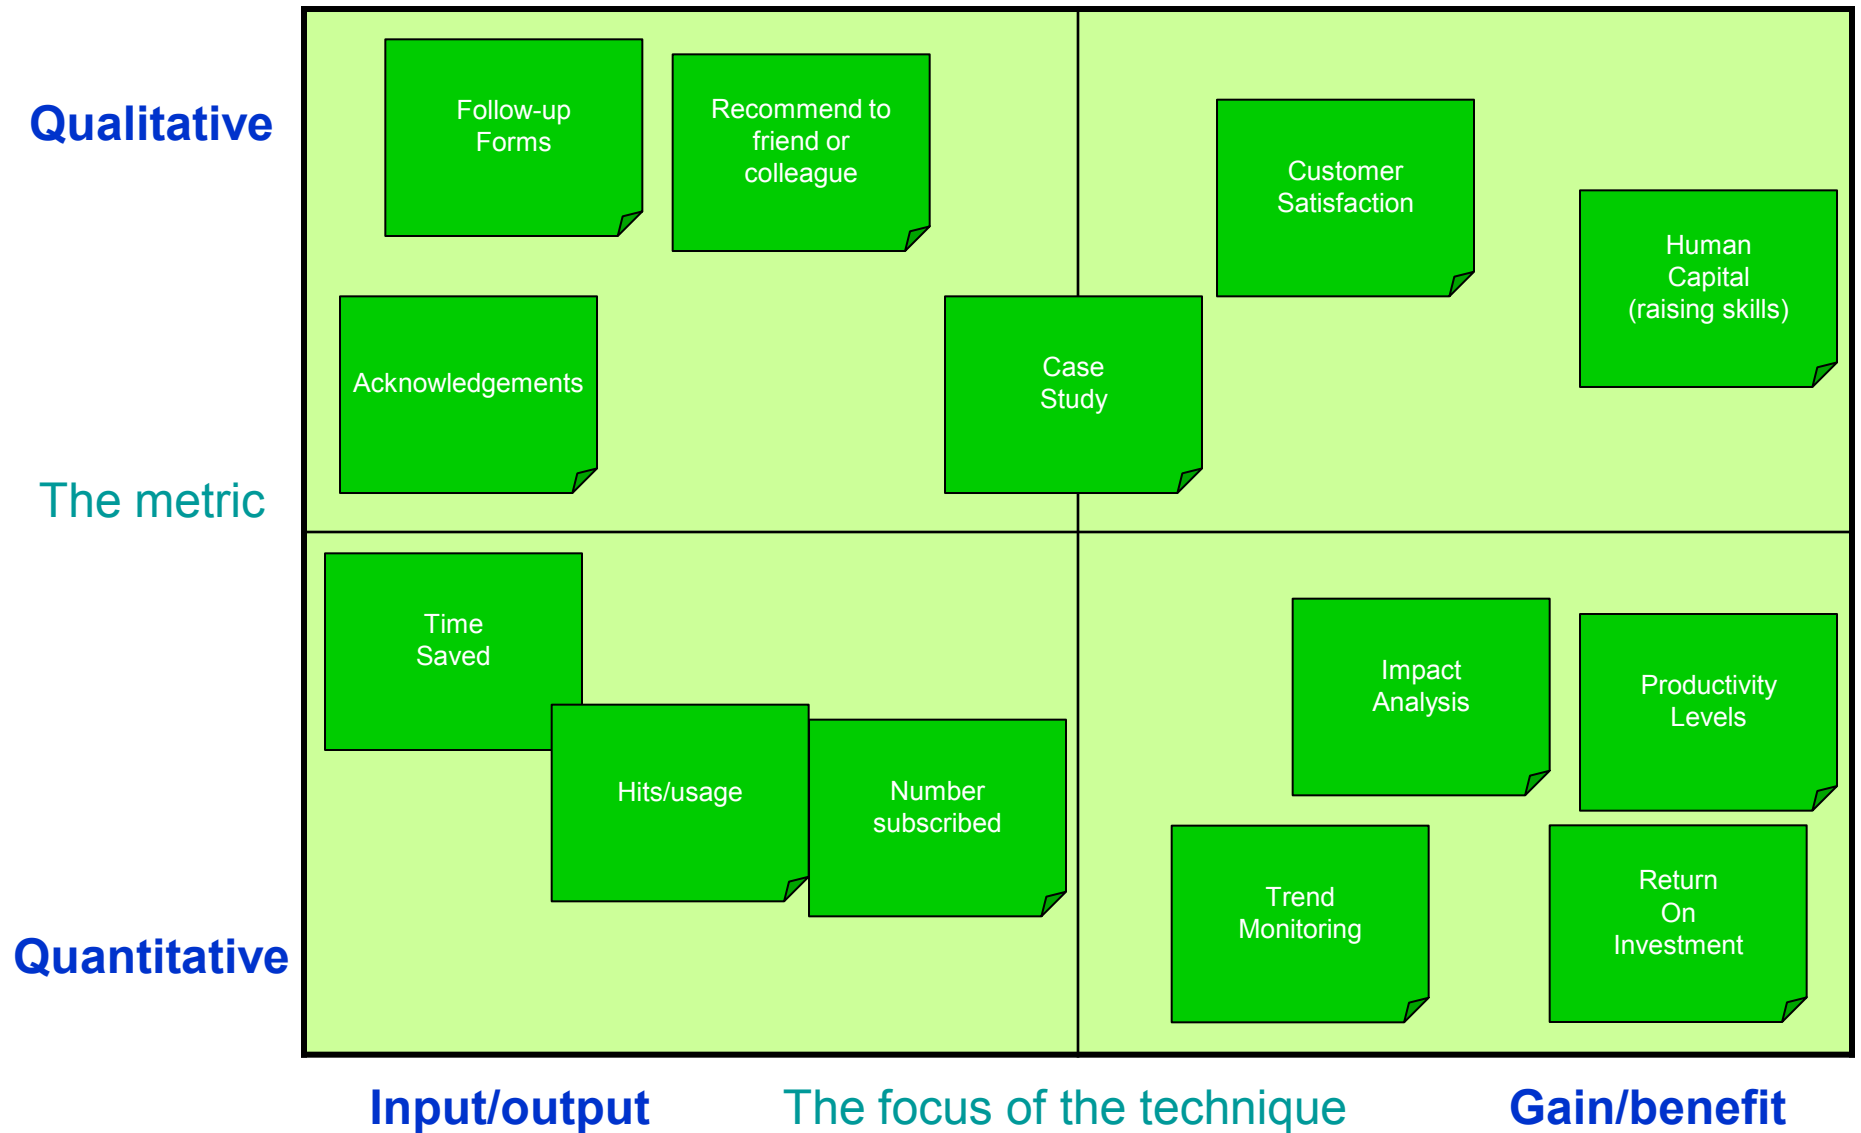 Qualitative
Follow-up
Forms
Recommend to
friend or
colleague
Customer
Satisfaction
Human
Capital
(raising skills)
Acknowledgements
Case
Study
The metric
Time
Saved
Hits/usage
Number
subscribed
Impact
Analysis
Productivity
Levels
Trend
Monitoring
Return
On
Investment
Quantitative
Input/output
The focus of the technique
Gain/benefit